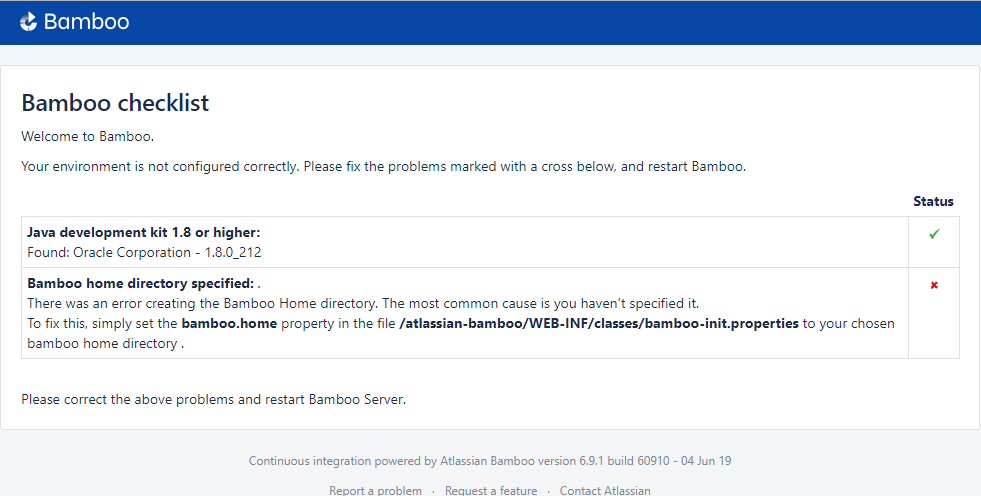 Bamboo
Bamboo checklist
Welcome to Bamboo.
Your environment is not configured correctly. Please fix the problems marked with a cross below, and restart Bamboo.
Status
Java development kit 1.8 or higher:
Found: Oracle Corporation - 1.8.0_212
Bamboo home directory specified: .
There was an error creating the Bamboo Home directory. The most common cause is you haven't specified it.
To fix this, simply set the bamboo.home property in the file /atlassian-bamboo/WEB-INF/classes/bamboo-init.properties to your chosen
bamboo home directory .
Please correct the above problems and restart Bamboo Server.
Continuous integration powered by Atlassian Bamboo version 6.9.1 build 60910 - 04 Jun 19
Report a problem · Request a feature · Contact Atlassian